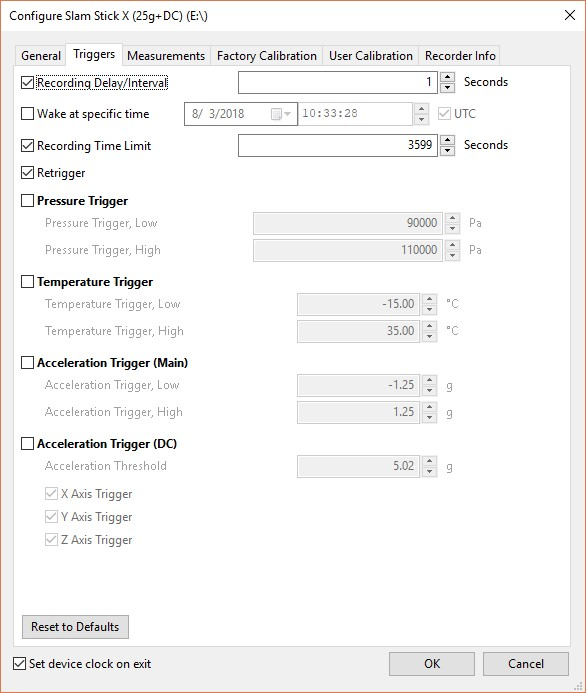 Configure Slam Stick X (25g+DC) (E:\)
General Triggers Measurements Factory Calibration User Calibration Recorder Info
Recording Delay/Interval 1 Seconds
Wake at specific time 8/ 3/2018 10:33:28 UTC
Recording Time Limit 3599 Seconds
Retrigger
Pressure Trigger
Pressure Trigger, Low 90000 Pa
Pressure Trigger, High 110000 Pa
Temperature Trigger
Temperature Trigger, Low -15.00 °C
Temperature Trigger, High 35.00 °C
Acceleration Trigger (Main)
Acceleration Trigger, Low -1.25 g
Acceleration Trigger, High 1.25 g
Acceleration Trigger (DC)
Acceleration Threshold 5.02 g
X Axis Trigger
Y Axis Trigger
Z Axis Trigger
Reset to Defaults
Set device clock on exit OK Cancel